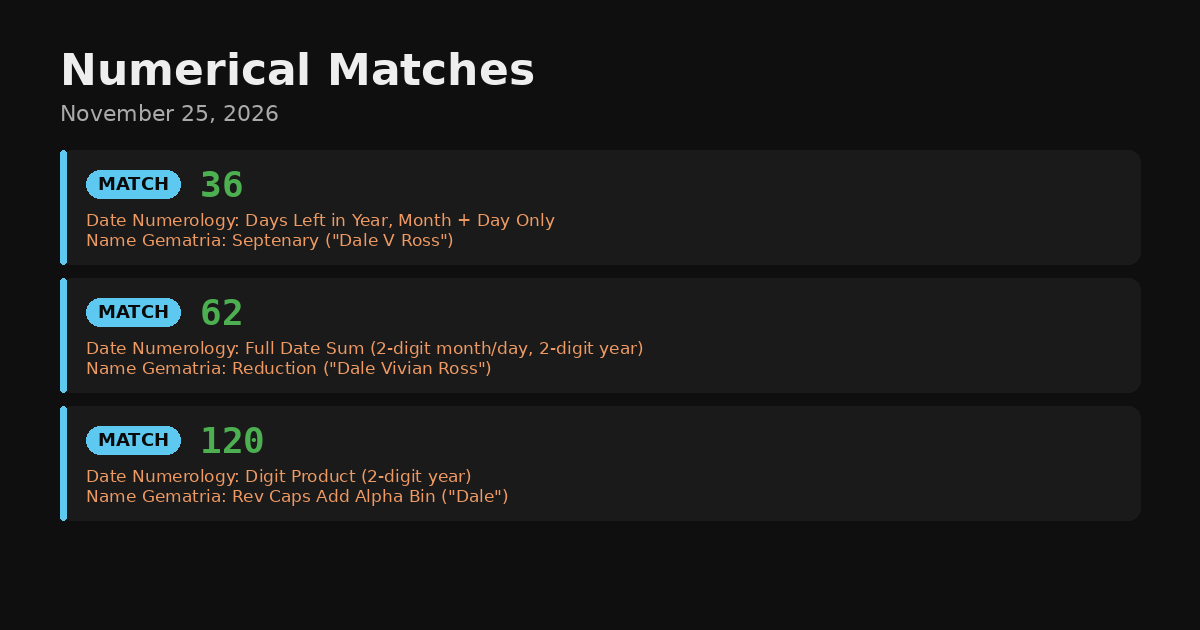 Numerical Matches
November 25, 2026
MATCH 36
Date Numerology: Days Left in Year, Month + Day Only
Name Gematria: Septenary ("Dale V Ross")
MATCH 62
Date Numerology: Full Date Sum (2-digit month/day, 2-digit year)
Name Gematria: Reduction ("Dale Vivian Ross")
MATCH 120
Date Numerology: Digit Product (2-digit year)
Name Gematria: Rev Caps Add Alpha Bin ("Dale")